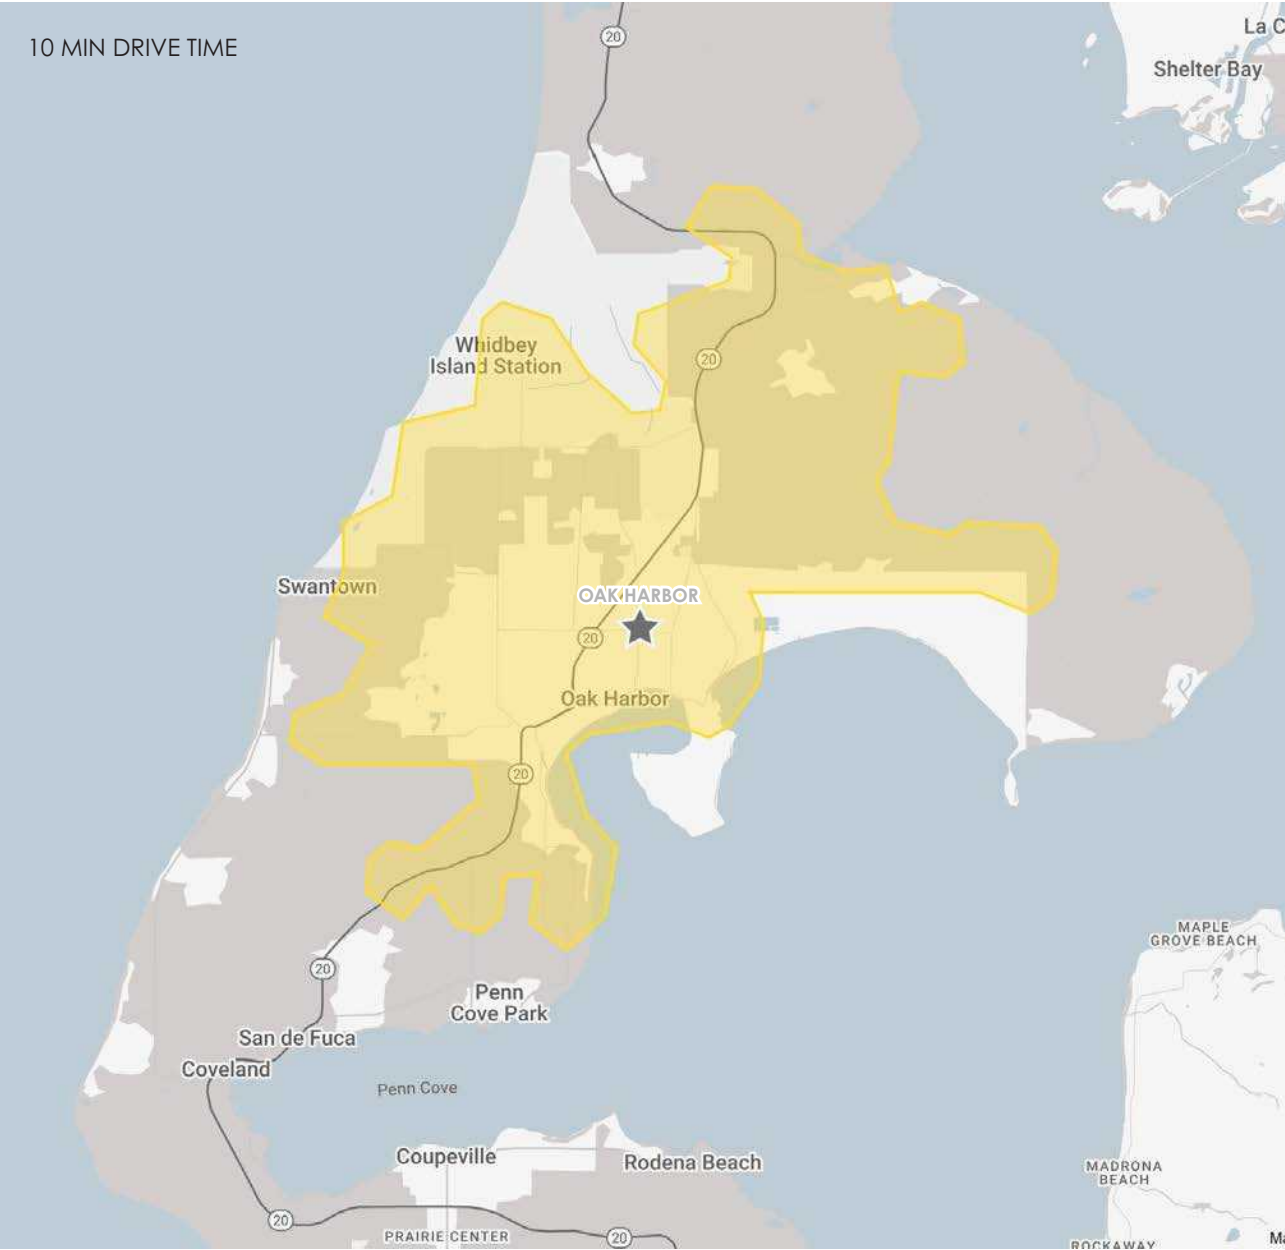 10 MIN DRIVE TIME
20
La C
Shelter Bay
Whidbey
Island Station
20
Swantown
OAK HARBOR
20
Oak Harbor
20
MAPLE
GROVE BEACH
20
Penn
Cove Park
San de Fuca
Coveland
Penn Cove
Coupeville
Rodena Beach
MADRONA
BEACH
20
PRAIRIE CENTER
20
ROCKAWAY
M